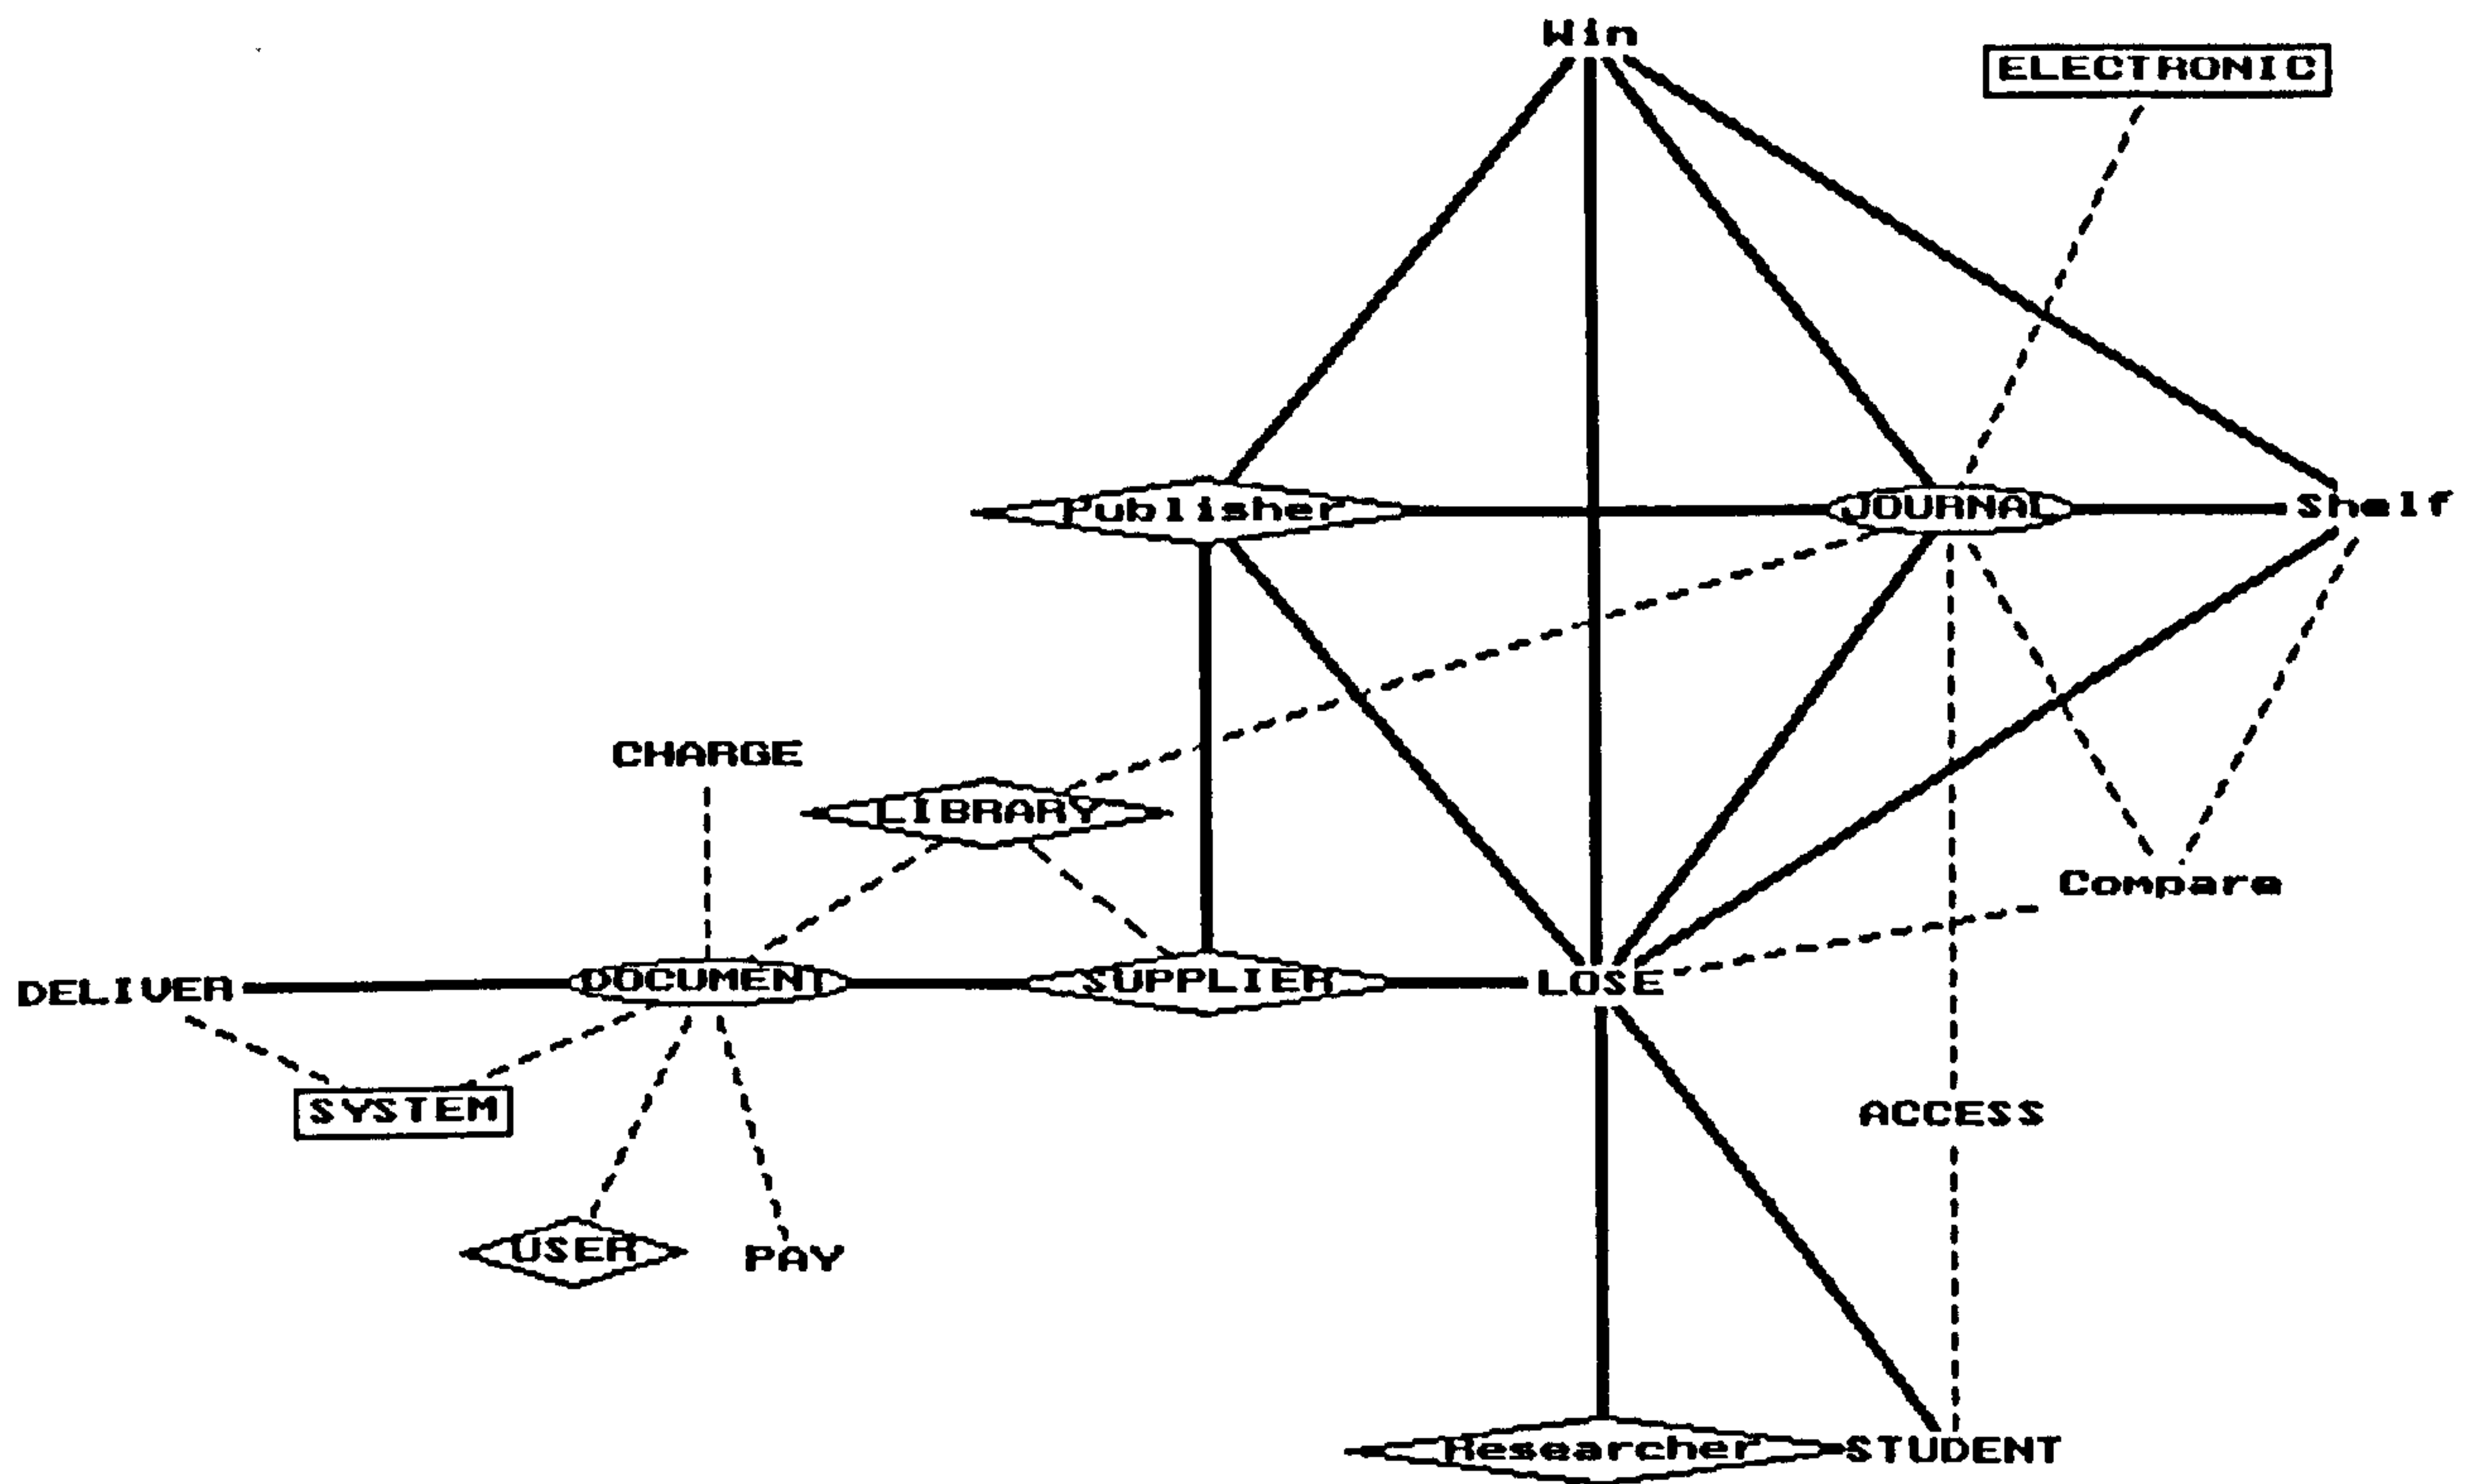 Win
ELECTRONIC
Publisher
JOURNAL
Shelf
CHARGE
LIBRARY
Compare
DELIVER
DOCUMENT
SUPPLIER
LOSE
SYSTEM
ACCESS
USER
PAY
Researcher
STUDENT